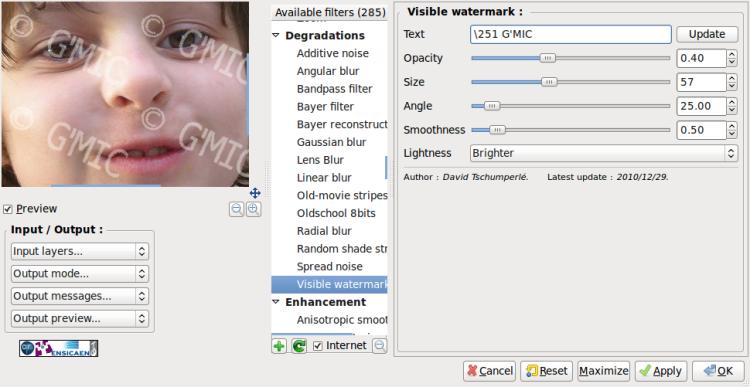 © G'MIC
© G'MIC
© G'MIC
© G'MIC
Preview
Input / Output :
Input layers...
Output mode...
Output messages...
Output preview...
ENSICAEN
Available filters (285)
Degradations
Additive noise
Angular blur
Bandpass filter
Bayer filter
Bayer reconstruct
Gaussian blur
Lens Blur
Linear blur
Old-movie stripes
Oldschool 8bits
Radial blur
Random shade str
Spread noise
Visible watermark
Enhancement
Anisotropic smoot
Internet
Visible watermark :
Text \251 G'MIC Update
Opacity 0.40
Size 57
Angle 25.00
Smoothness 0.50
Lightness Brighter
Author : David Tschumperlé. Latest update : 2010/12/29.
Cancel Reset Maximize Apply OK